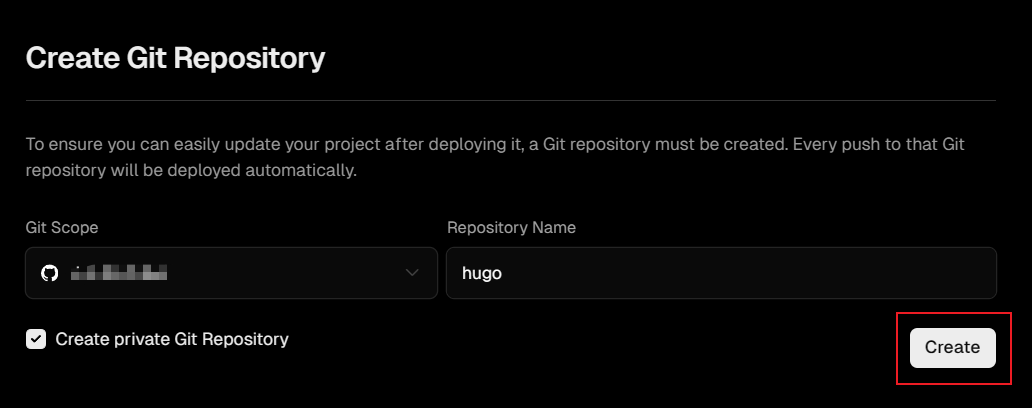 Create Git Repository
To ensure you can easily update your project after deploying it, a Git repository must be created. Every push to that Git
repository will be deployed automatically.
Git Scope
Repository Name
hugo
Create private Git Repository
Create